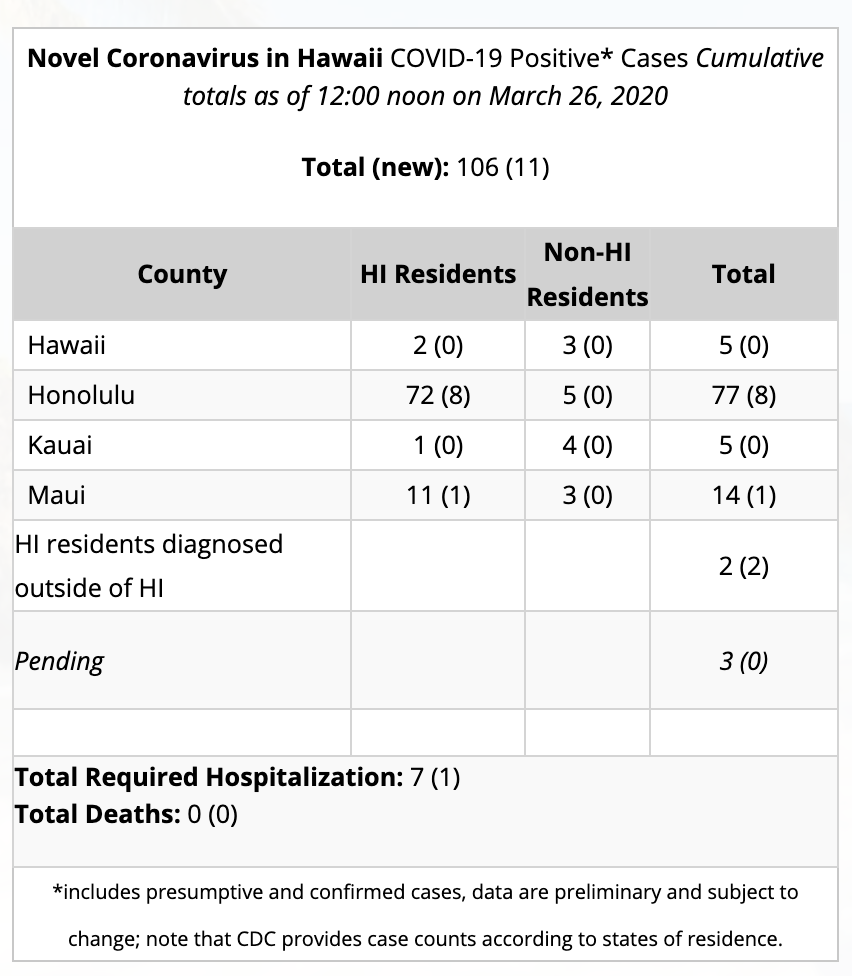 Novel Coronavirus in Hawaii COVID-19 Positive* Cases Cumulative
totals as of 12:00 noon on March 26, 2020
Total (new): 106 (11)
County HI Residents Non-HI Residents Total
Hawaii 2 (0) 3 (0) 5 (0)
Honolulu 72 (8) 5 (0) 77 (8)
Kauai 1 (0) 4 (0) 5 (0)
Maui 11 (1) 3 (0) 14 (1)
HI residents diagnosed
outside of HI 2 (2)
Pending 3 (0)
Total Required Hospitalization: 7 (1)
Total Deaths: 0 (0)
*includes presumptive and confirmed cases, data are preliminary and subject to
change; note that CDC provides case counts according to states of residence.